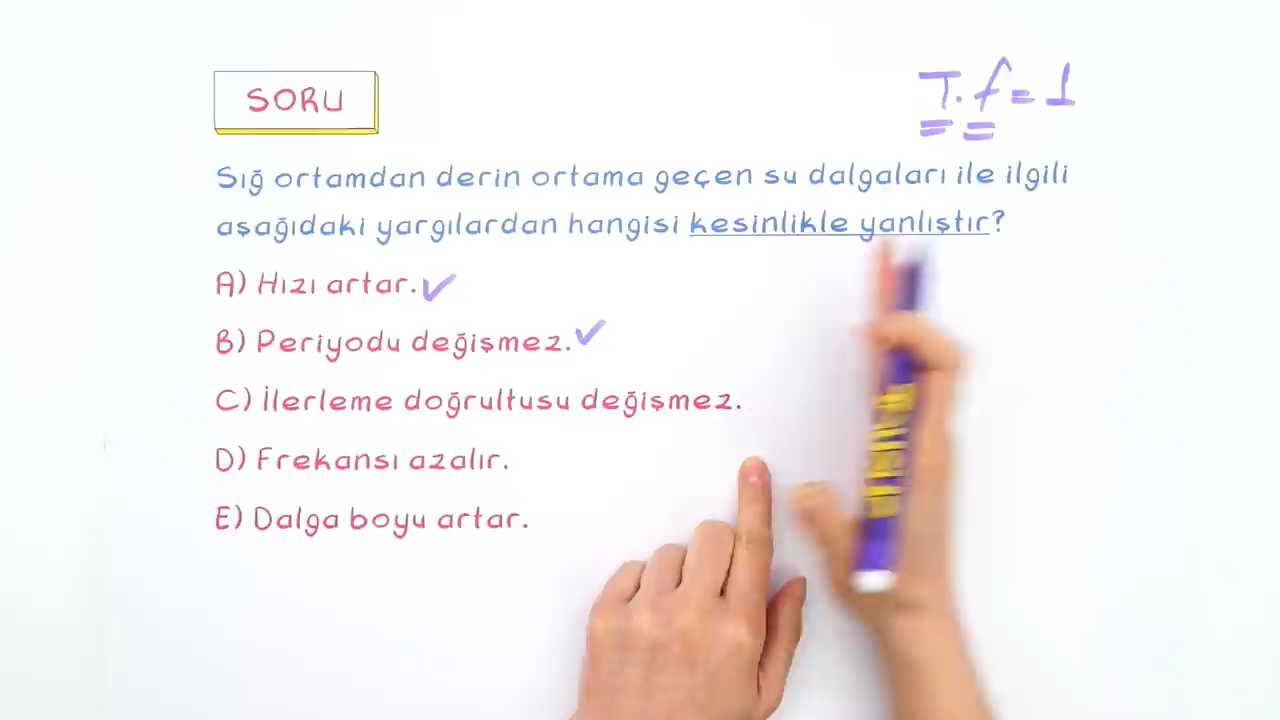 SORU
T.f=1
Sığ ortamdan derin ortama geçen su dalgaları ile ilgili
aşağıdaki yargılardan hangisi kesinlikle yanlıştır?
A) Hızı artar.✓
B) Periyodu değişmez.✓
C) İlerleme doğrultusu değişmez.
D) Frekansı azalır.
E) Dalga boyu artar.